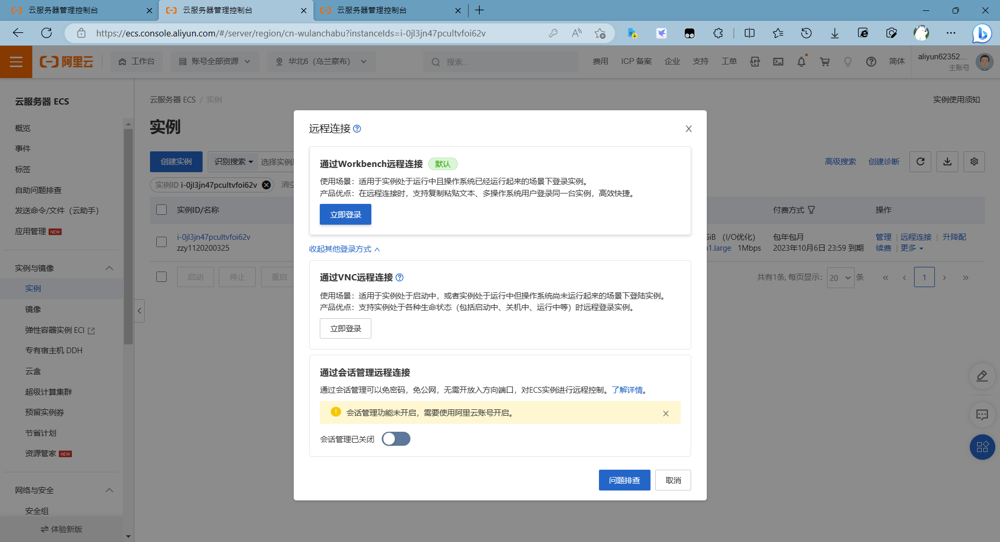 云服务器管理控制台
云服务器管理控制台
云服务器管理控制台
https://ecs.console.aliyun.com/#/server/region/cn-wulanchabu?instanceIds=i-0jl3jn47pcultvfoi62v
阿里云
工作台
账号全部资源
华北6（乌兰察布）
搜索...
费用
ICP 备案
企业
支持
工单
APP
简体
aliyun62352...
主账号
云服务器 ECS
概览
事件
标签
自助问题排查
发送命令/文件（云助手）
应用管理 NEW
实例与镜像
实例
镜像
弹性容器实例 ECI
专有宿主机 DDH
云盒
超级计算集群
预留实例券
节省计划
资源管家 NEW
网络与安全
安全组
体验新版
云服务器 ECS / 实例
实例使用须知
实例
创建实例
识别搜索
选择实例
高级搜索
创建诊断
实例ID i-0jl3jn47pcultvfoi62v
实例ID/名称
付费方式
操作
i-0jl3jn47pcultvfoi62v
zzy1120200325
GiB （I/O优化）
1.large 1Mbps
包年包月
2023年10月6日 23:59 到期
管理 | 远程连接 | 升降配
续费 | 更多
启动
停止
重启
共有1条, 每页显示:
20
条
« ‹ 1 › »
远程连接
通过Workbench远程连接 默认
使用场景：适用于实例处于运行中且操作系统已经运行起来的场景下登录实例。
产品优点：在远程连接时，支持复制粘贴文本、多操作系统用户登录同一台实例，高效快捷。
立即登录
收起其他登录方式
通过VNC远程连接
使用场景：适用于实例处于启动中，或者实例处于运行中但操作系统尚未运行起来的场景下登陆实例。
产品优点：支持实例处于各种生命状态（包括启动中、关机中、运行中等）时远程登录实例。
立即登录
通过会话管理远程连接
通过会话管理可以免密码，免公网，无需开放入方向端口，对ECS实例进行远程控制。了解详情。
会话管理功能未开启，需要使用阿里云账号开启。
会话管理已关闭
问题排查
取消